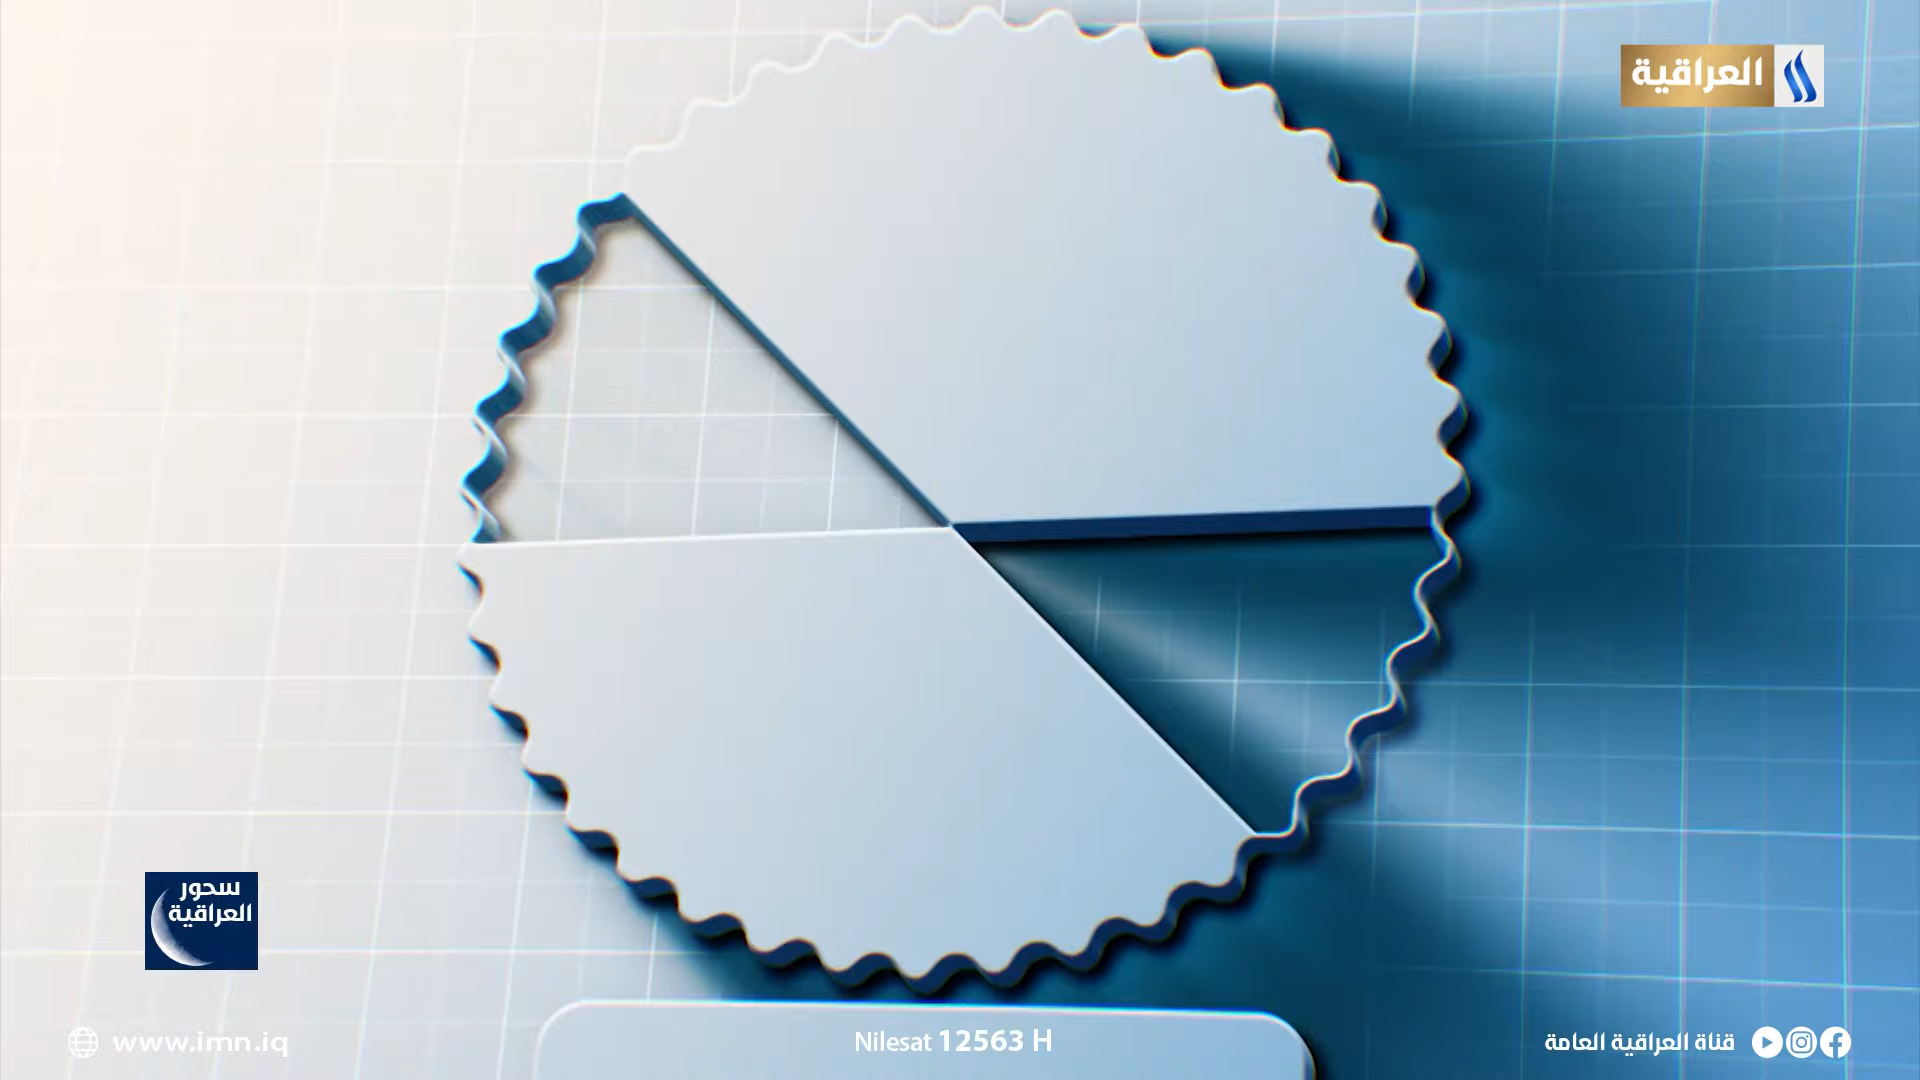 العراقية
سحور
العراقية
www.imn.iq
Nilesat 12563 H
قناة العراقية العامة